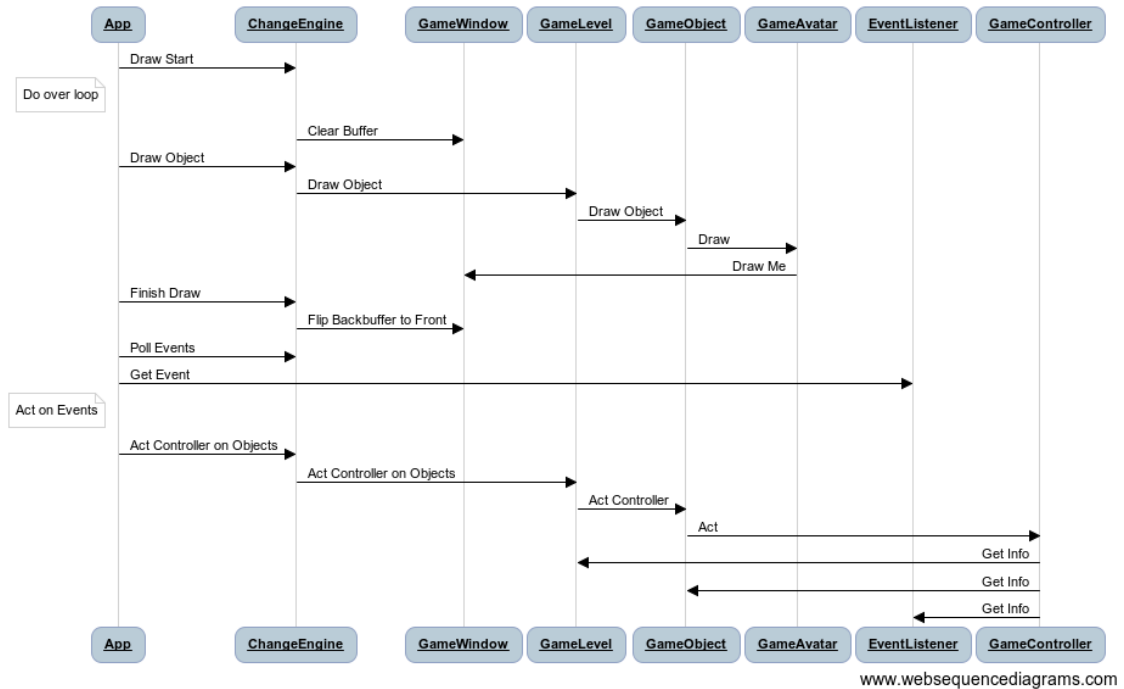 App ChangeEngine GameWindow GameLevel GameObject GameAvatar EventListener GameController
Draw Start
Do over loop
Clear Buffer
Draw Object
Draw Object
Draw Object
Draw
Draw Me
Finish Draw
Flip Backbuffer to Front
Poll Events
Get Event
Act on Events
Act Controller on Objects
Act Controller on Objects
Act Controller
Act
Get Info
Get Info
Get Info
App ChangeEngine GameWindow GameLevel GameObject GameAvatar EventListener GameController
www.websequencediagrams.com